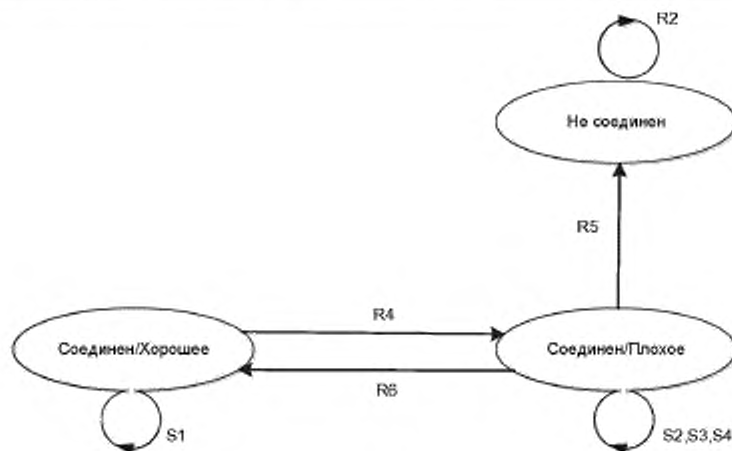 R2
Не соединен
R5
R4
Соединен/Хорошее
Соединен/Плохое
R6
S1
S2,S3,S4